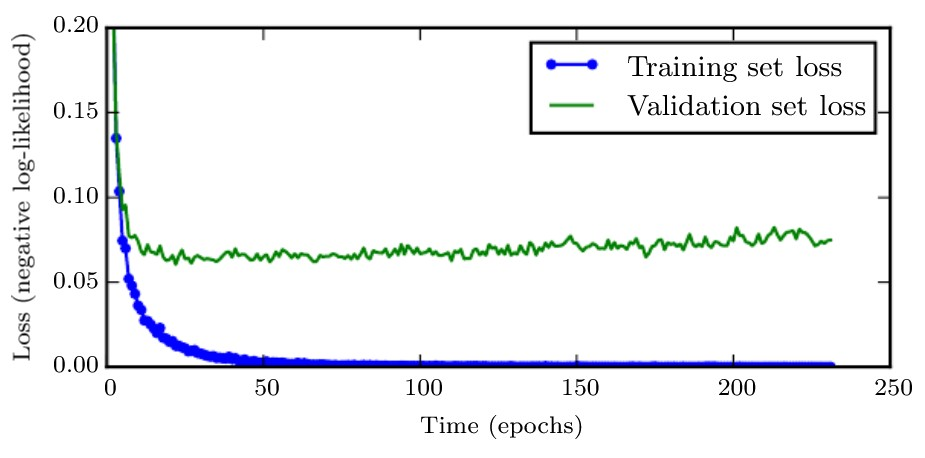 Loss (negative log-likelihood)
0.20
0.15
0.10
0.05
0.00
Training set loss
Validation set loss
0 50 100 150 200 250
Time (epochs)